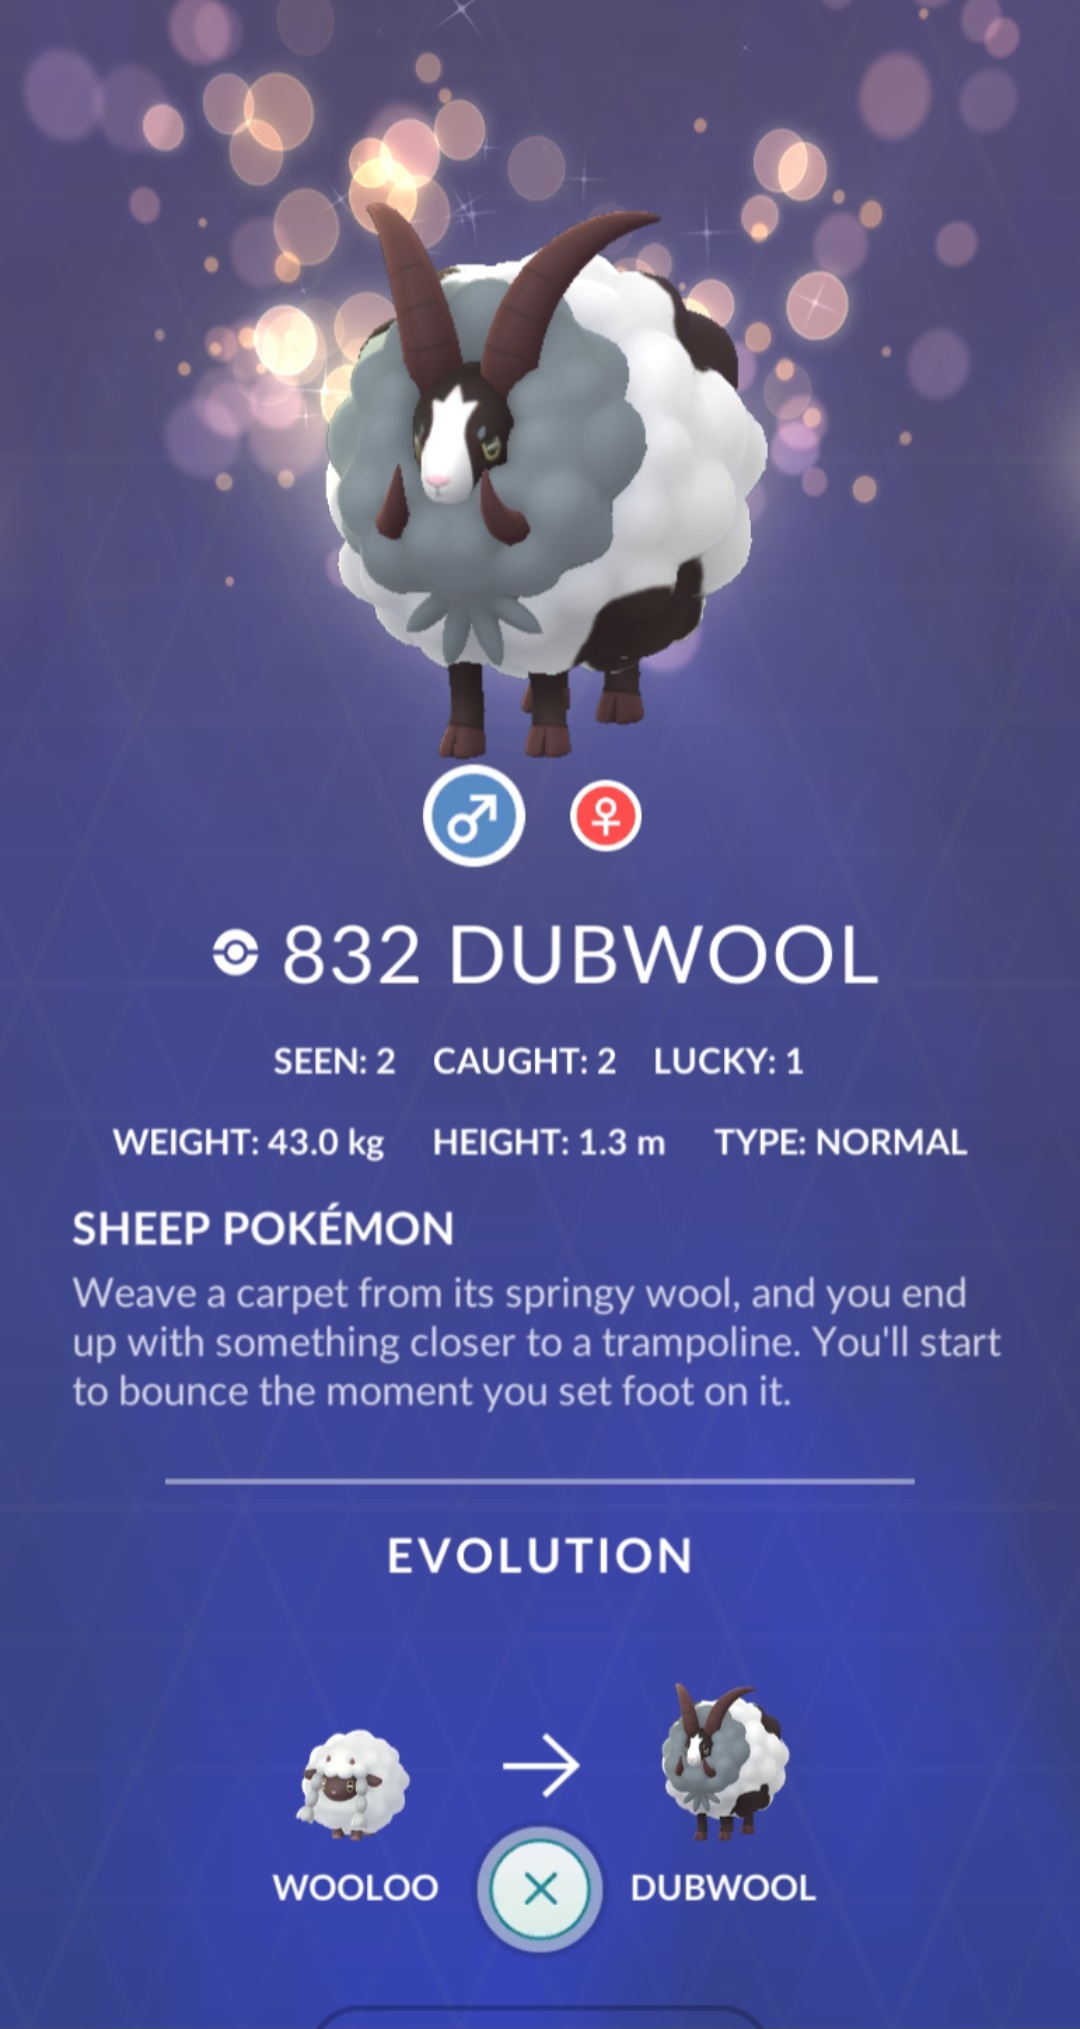 832 DUBWOOL
SEEN: 2 CAUGHT: 2 LUCKY: 1
WEIGHT: 43.0 kg HEIGHT: 1.3 m TYPE: NORMAL
SHEEP POKÉMON
Weave a carpet from its springy wool, and you end
up with something closer to a trampoline. You'll start
to bounce the moment you set foot on it.
EVOLUTION
WOOLOO DUBWOOL